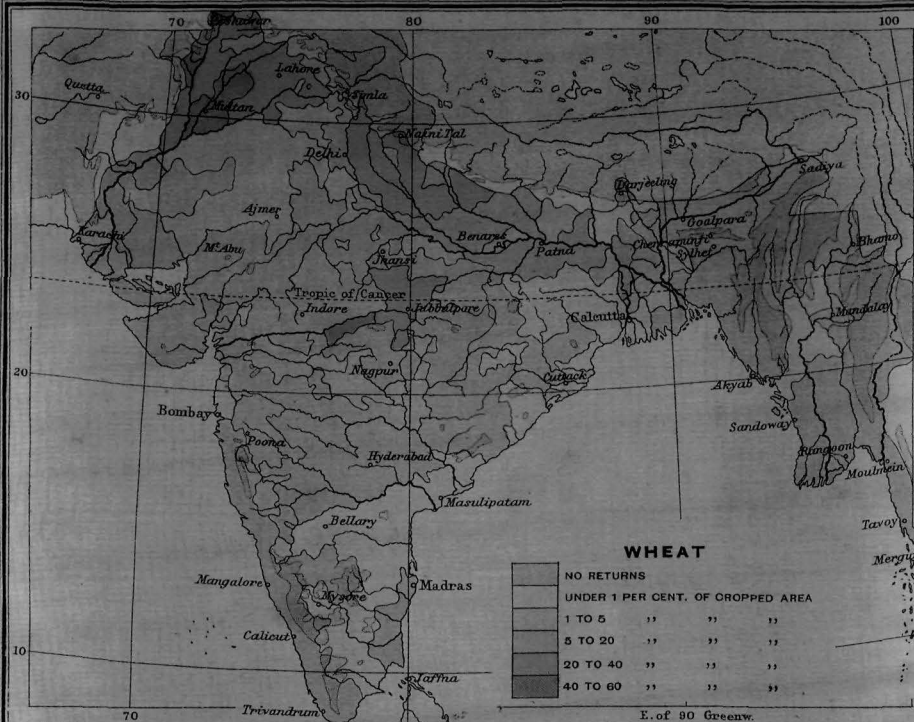 70
80
90
100
Peshawar
Lahore
Quetta
30
Multan
Simla
Naini Tal
Delhi
Sadiya
Darjeeling
Ajmer
Goalpara
Karachi
Benares
Patna
Cherrapunji
Bhamo
Mt. Abu
Jhansi
Sylhet
Tropic of Cancer
Indore
Jabbalpore
Calcutta
Mandalay
20
Nagpur
Cuttack
Akyab
Bombay
Sandoway
Poona
Hyderabad
Rangoon
Moulmein
Masulipatam
Bellary
Tavoy
WHEAT
Mergui
NO RETURNS
Mangalore
Madras
UNDER 1 PER CENT. OF CROPPED AREA
Mysore
1 TO 5 " " "
Calicut
5 TO 20 " " "
10
20 TO 40 " " "
Jaffna
40 TO 60 " " "
Trivandrum
70
E. of 90 Greenw.